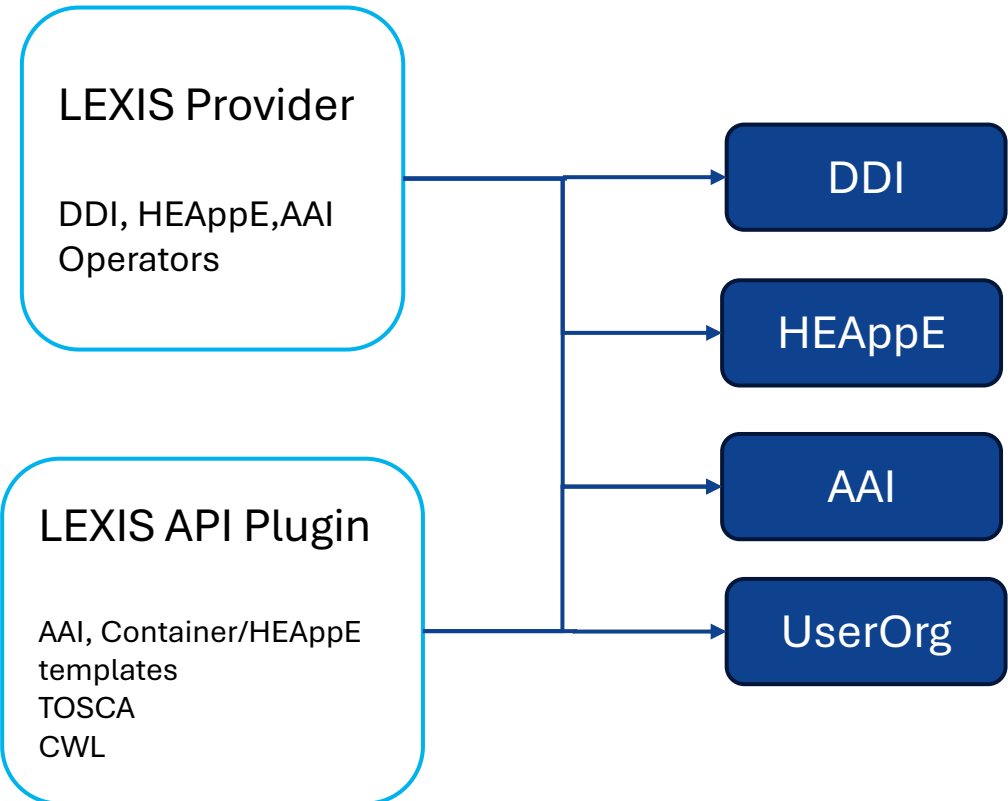 LEXIS Provider
DDI, HEAppE,AAI
Operators
LEXIS API Plugin
AAI, Container/HEAppE
templates
TOSCA
CWL
DDI
HEAppE
AAI
UserOrg